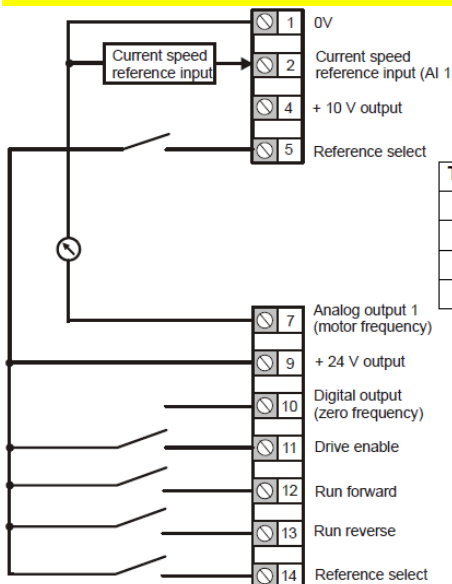 1 0V
Current speed
reference input
2 Current speed
reference input (AI 1
4 + 10 V output
5 Reference select
T
7 Analog output 1
(motor frequency)
9 + 24 V output
10 Digital output
(zero frequency)
11 Drive enable
12 Run forward
13 Run reverse
14 Reference select